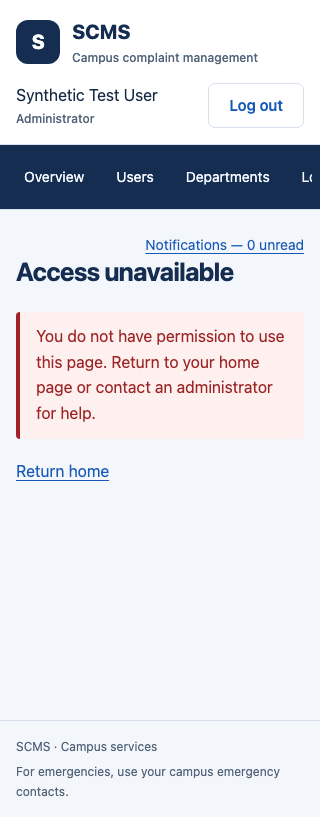 S
SCMS
Campus complaint management
Synthetic Test User
Administrator
Log out
Overview Users Departments
Notifications — 0 unread
Access unavailable
You do not have permission to use
this page. Return to your home
page or contact an administrator
for help.
Return home
SCMS · Campus services
For emergencies, use your campus emergency
contacts.